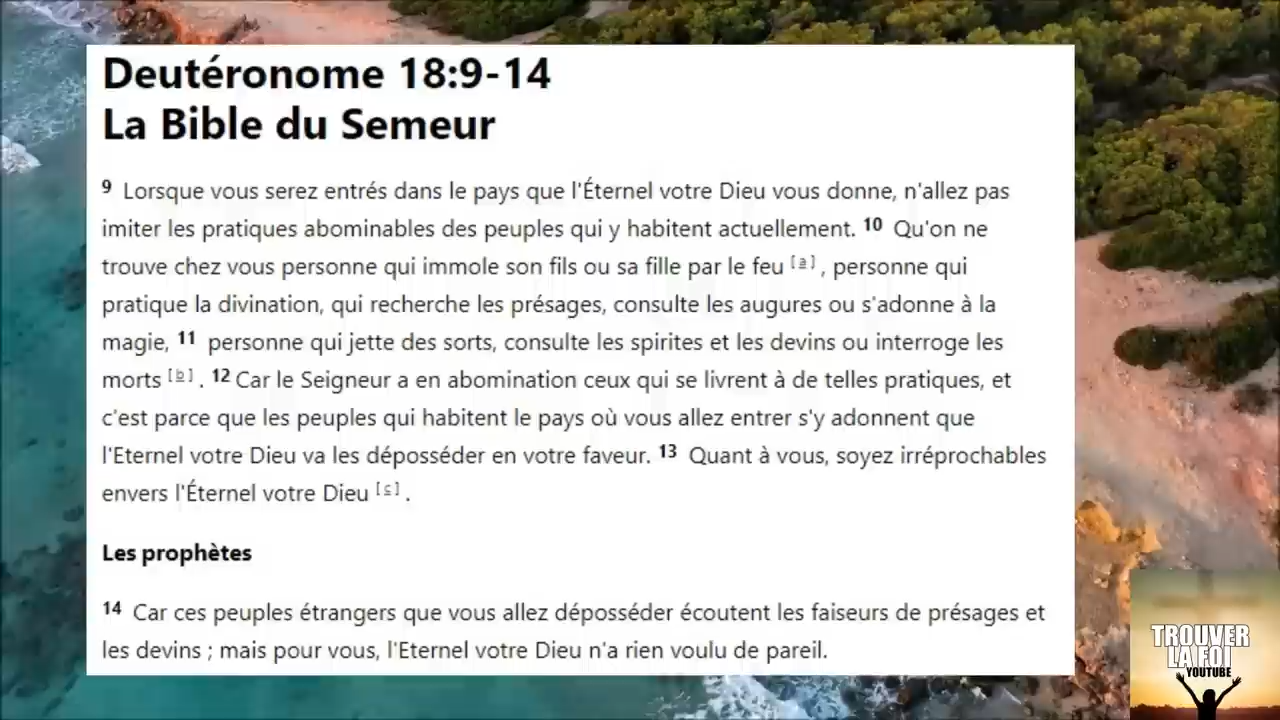 Deutéronome 18:9-14
La Bible du Semeur
9 Lorsque vous serez entrés dans le pays que l'Éternel votre Dieu vous donne, n'allez pas
imiter les pratiques abominables des peuples qui y habitent actuellement. 10 Qu'on ne
trouve chez vous personne qui immole son fils ou sa fille par le feu [a] , personne qui
pratique la divination, qui recherche les présages, consulte les augures ou s'adonne à la
magie, 11 personne qui jette des sorts, consulte les spirites et les devins ou interroge les
morts [b] . 12 Car le Seigneur a en abomination ceux qui se livrent à de telles pratiques, et
c'est parce que les peuples qui habitent le pays où vous allez entrer s'y adonnent que
l'Eternel votre Dieu va les déposséder en votre faveur. 13 Quant à vous, soyez irréprochables
envers l'Éternel votre Dieu [c] .
Les prophètes
14 Car ces peuples étrangers que vous allez déposséder écoutent les faiseurs de présages et
les devins ; mais pour vous, l'Eternel votre Dieu n'a rien voulu de pareil.
TROUVER
LA FOI
YOUTUBE